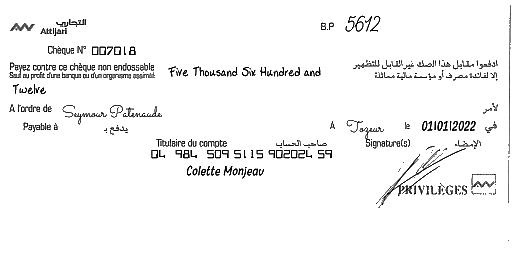 التجاري
Attijari
B.P 5612
Chèque N° 007018
Payez contre ce chèque non endossable
Sauf au profit d'une banque ou d'un organisme assimilé
Five Thousand Six Hundred and
ادفعوا مقابل هذا الصك غير القابل للتظهير
إلا لفائدة مصرف أو مؤسسة مالية مماثلة
Twelve
A l'ordre de Seymour Patenaude
لأمر
Payable à يدفع بـ
A Tozeur le 01/01/2022 في
Titulaire du compte صاحب الحساب
Signature(s) الإمضاء
04 984 509 5115 902024 59
Colette Monjeau
PRIVILÈGES